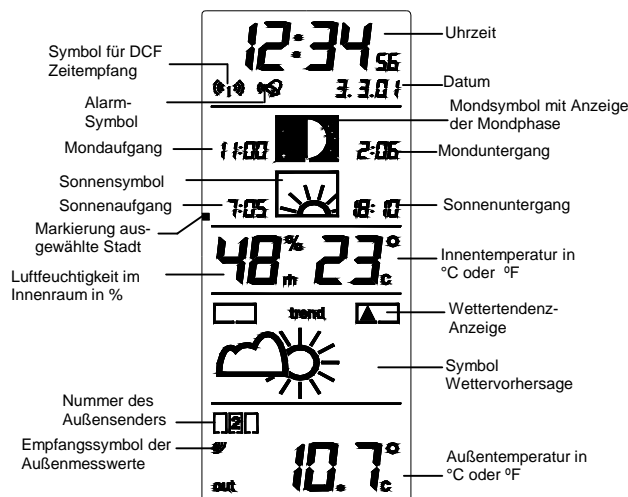 12:34 56
Uhrzeit
Symbol für DCF
Zeitempfang
3. 3.01
Datum
Alarm-
Symbol
Mondsymbol mit Anzeige
der Mondphase
Mondaufgang
11:00
2:06
Monduntergang
Sonnensymbol
Sonnenaufgang
7:05
18:10
Sonnenuntergang
Markierung aus-
gewählte Stadt
48 % rh
23 °C
Innentemperatur in
°C oder ºF
Luftfeuchtigkeit im
Innenraum in %
trend
Wettertendenz-
Anzeige
Symbol
Wettervorhersage
Nummer des
Außensenders
2
Empfangssymbol der
Außenmesswerte
out
10.7 °C
Außentemperatur in
°C oder ºF